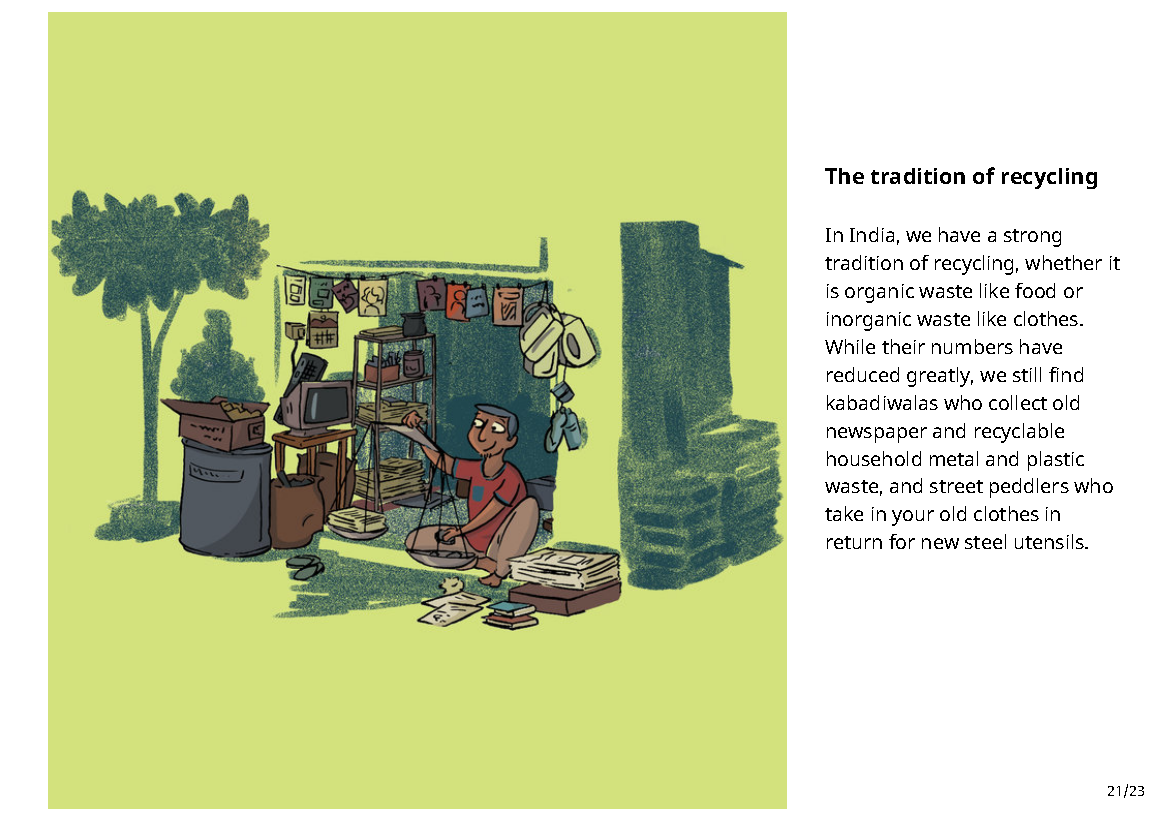 The tradition of recycling
In India, we have a strong
tradition of recycling, whether it
is organic waste like food or
inorganic waste like clothes.
While their numbers have
reduced greatly, we still find
kabadiwalas who collect old
newspaper and recyclable
household metal and plastic
waste, and street peddlers who
take in your old clothes in
return for new steel utensils.
21/23